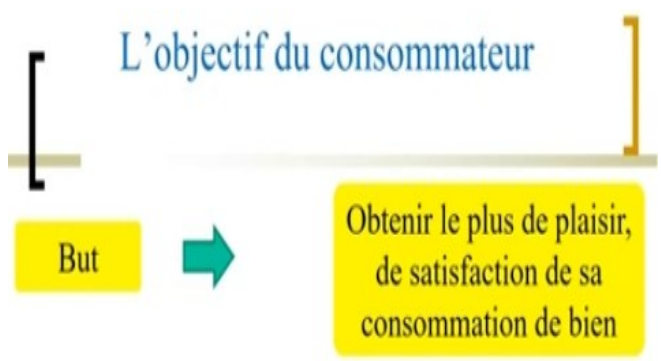 L’objectif du consommateur
But
Obtenir le plus de plaisir,
de satisfaction de sa
consommation de bien